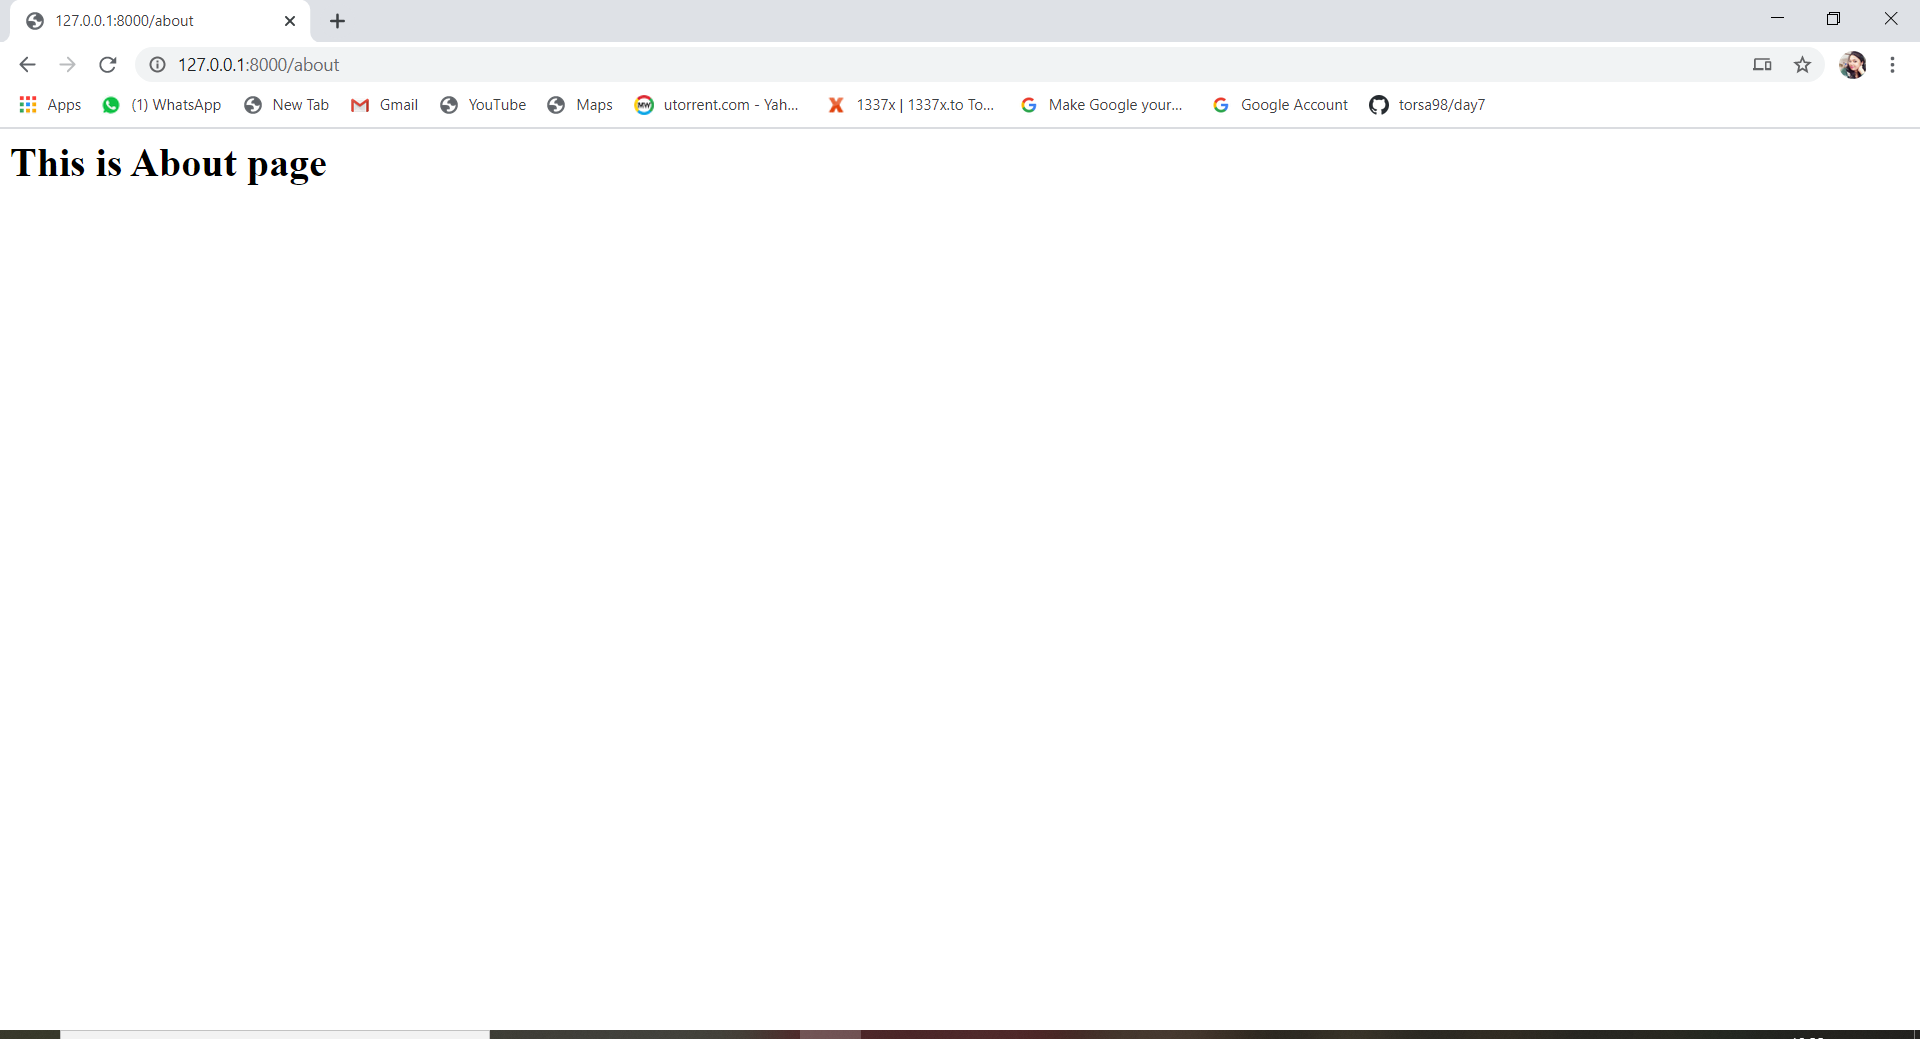 127.0.0.1:8000/about
127.0.0.1:8000/about
Apps (1) WhatsApp New Tab Gmail YouTube Maps MW utorrent.com - Yah... 1337x | 1337x.to To... Make Google your... Google Account torsa98/day7
This is About page